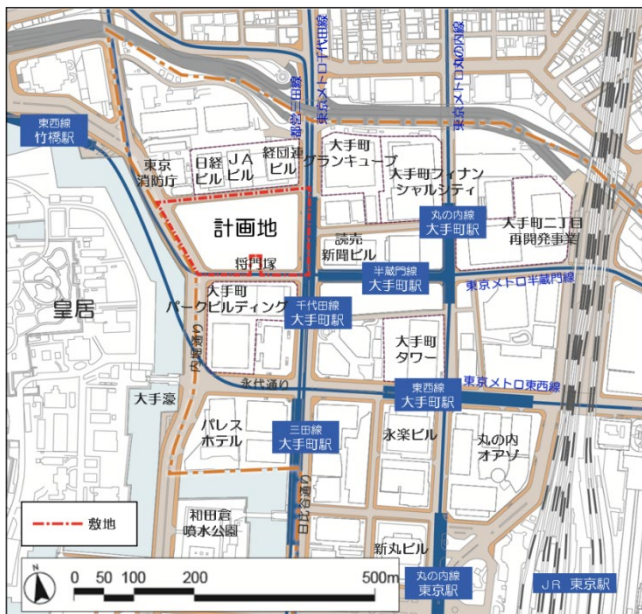 都営三田線
東京メトロ千代田線
東京メトロ丸の内線
東西線
竹橋駅
東京
消防庁
日経
ビル
JA
ビル
経団連
ビル
大手町
グランキューブ
大手町フィナン
シャルシティ
計画地
将門塚
読売
新聞ビル
丸の内線
大手町駅
大手町二丁目
再開発事業
半蔵門線
大手町駅
東京メトロ半蔵門線
皇居
大手町
パークビルディング
千代田線
大手町駅
内堀通り
大手町
タワー
永代通り
東西線
大手町駅
東京メトロ東西線
大手濠
パレス
ホテル
三田線
大手町駅
永楽ビル
丸の内
オアゾ
日比谷通り
敷地
和田倉
噴水公園
新丸ビル
丸の内線
東京駅
JR 東京駅
N
0 50 100 200 500m